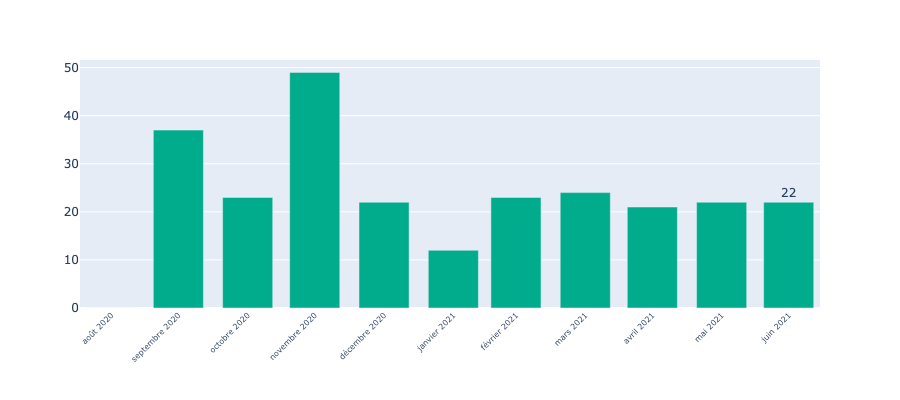 50
40
30
20
10
0
22
août 2020
septembre 2020
octobre 2020
novembre 2020
décembre 2020
janvier 2021
février 2021
mars 2021
avril 2021
mai 2021
juin 2021